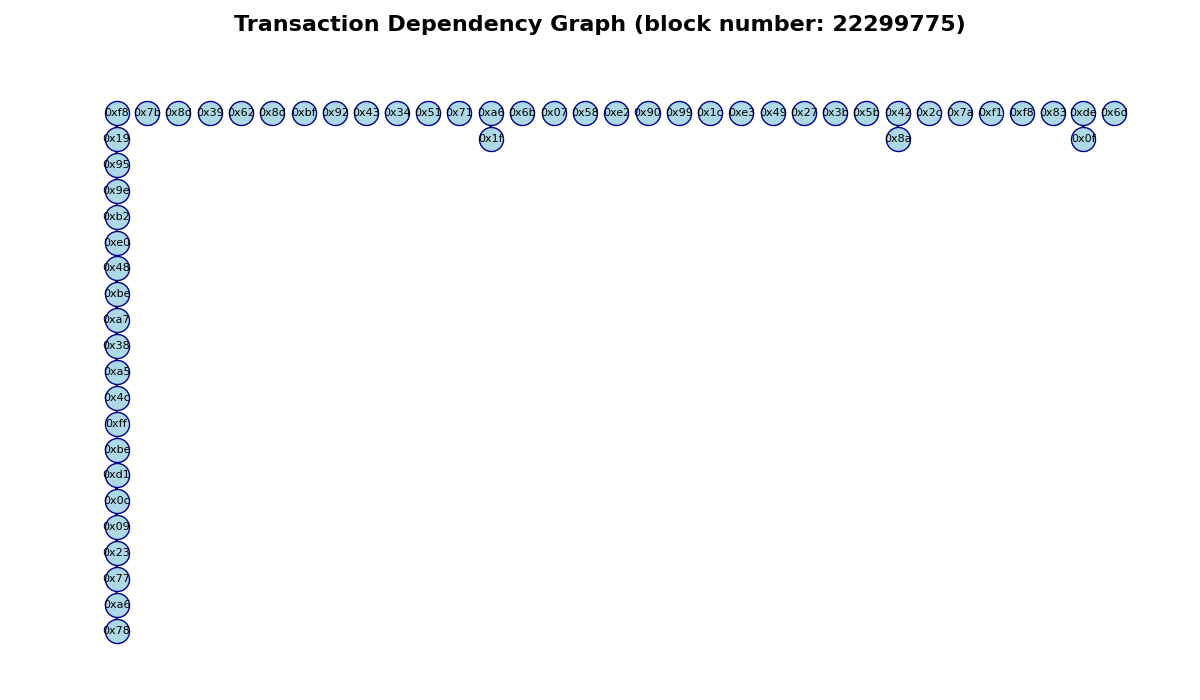 Transaction Dependency Graph (block number: 22299775)
0xf8 0x7b 0x8d 0x39 0x62 0x8d 0xbf 0x92 0x43 0x34 0x51 0x71 0xa6 0x6b 0x07 0x58 0xe2 0x90 0x99 0x1c 0xe3 0x49 0x27 0x3b 0x5b 0x42 0x2c 0x7a 0xf1 0xf8 0x83 0xde 0x6d
0x19 0x1f 0x8a 0x0f
0x95
0x9e
0xb2
0xe0
0x48
0xbe
0xa7
0x38
0xa5
0x4c
0xff
0xbe
0xd1
0x0c
0x09
0x23
0x77
0xa6
0x78